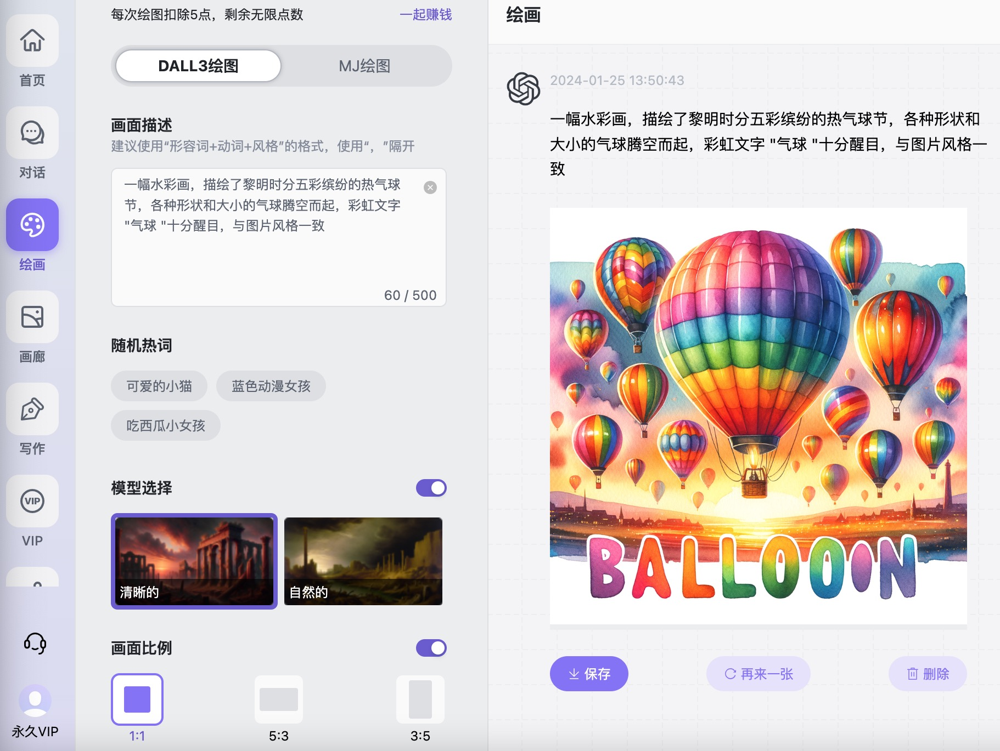 每次绘图扣除5点，剩余无限点数
一起赚钱
DALL3绘图
MJ绘图
画面描述
建议使用“形容词+动词+风格”的格式，使用“，”隔开
一幅水彩画，描绘了黎明时分五彩缤纷的热气球
节，各种形状和大小的气球腾空而起，彩虹文字
"气球 "十分醒目，与图片风格一致
60 / 500
随机热词
可爱的小猫
蓝色动漫女孩
吃西瓜小女孩
模型选择
清晰的
自然的
画面比例
1:1
5:3
3:5
首页
对话
绘画
画廊
写作
VIP
VIP
永久VIP
绘画
2024-01-25 13:50:43
一幅水彩画，描绘了黎明时分五彩缤纷的热气球节，各种形状和
大小的气球腾空而起，彩虹文字 "气球 "十分醒目，与图片风格一
致
BALLOOON
保存
再来一张
删除